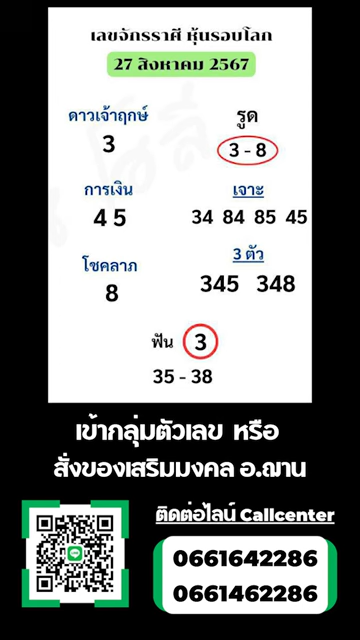 เลขจักรราศี หุ้นรอบโลก
27 สิงหาคม 2567
ดาวเจ้าฤกษ์
3
รูด
3 - 8
การเงิน
4 5
เจาะ
34 84 85 45
โชคลาภ
8
3 ตัว
345 348
ฟัน 3
35 - 38
เข้ากลุ่มตัวเลข หรือ
สั่งของเสริมมงคล อ.ฌาน
ติดต่อไลน์ Callcenter
0661642286
0661462286